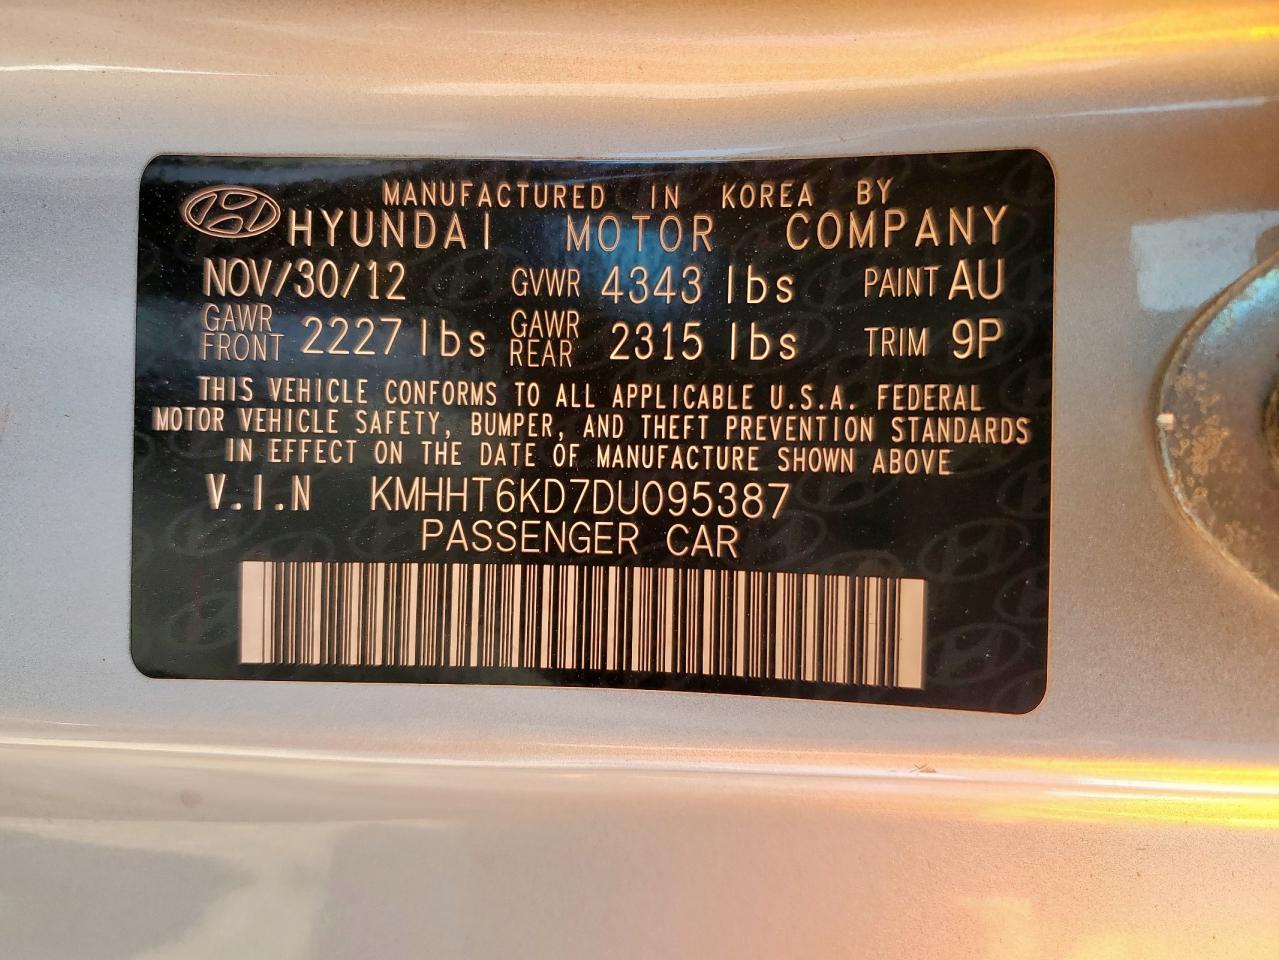 MANUFACTURED IN KOREA BY
HYUNDAI MOTOR COMPANY
NOV/30/12 GVWR 4343 lbs PAINT AU
GAWR FRONT 2227 lbs GAWR REAR 2315 lbs TRIM 9P
THIS VEHICLE CONFORMS TO ALL APPLICABLE U.S.A. FEDERAL
MOTOR VEHICLE SAFETY, BUMPER, AND THEFT PREVENTION STANDARDS
IN EFFECT ON THE DATE OF MANUFACTURE SHOWN ABOVE
V.I.N KMHHT6KD7DU095387
PASSENGER CAR